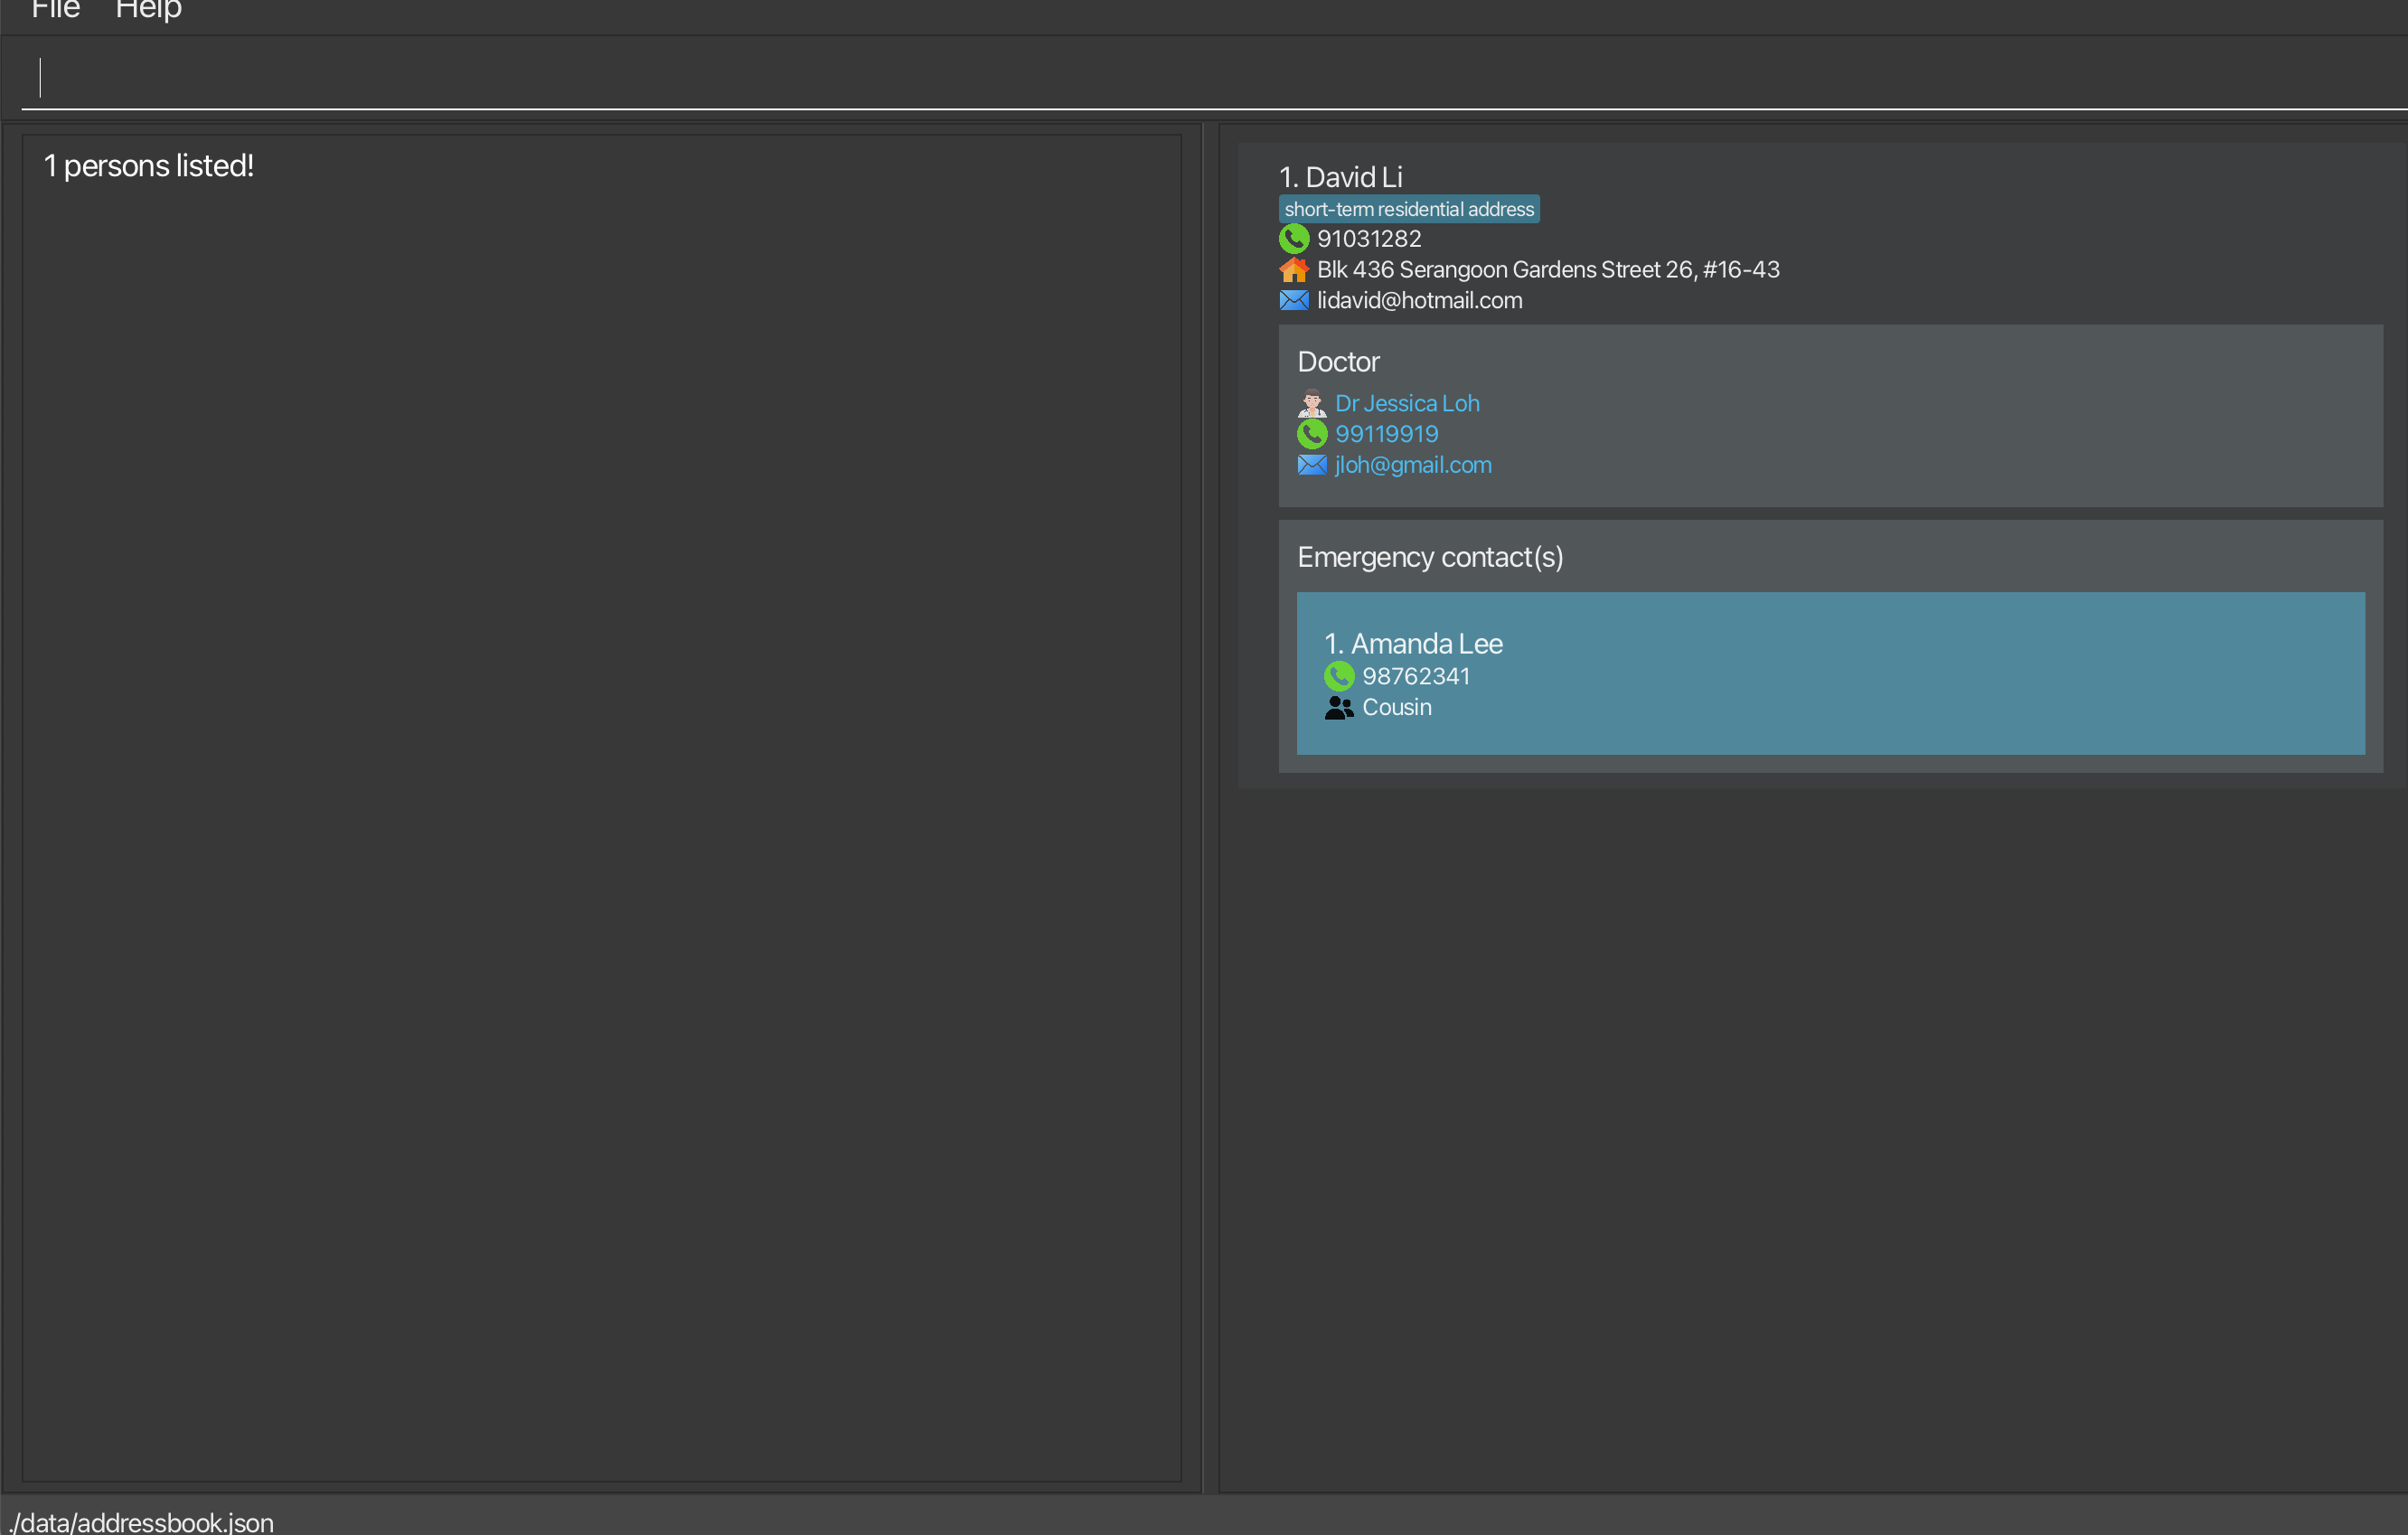 File Help
1 persons listed!
1. David Li
short-term residential address
91031282
Blk 436 Serangoon Gardens Street 26, #16-43
lidavid@hotmail.com
Doctor
Dr Jessica Loh
99119919
jloh@gmail.com
Emergency contact(s)
1. Amanda Lee
98762341
Cousin
./data/addressbook.json